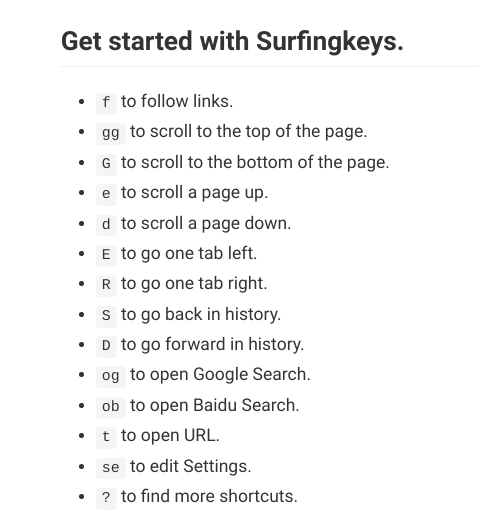 Get started with Surfingkeys.
• f to follow links.
• gg to scroll to the top of the page.
• G to scroll to the bottom of the page.
• e to scroll a page up.
• d to scroll a page down.
• E to go one tab left.
• R to go one tab right.
• S to go back in history.
• D to go forward in history.
• og to open Google Search.
• ob to open Baidu Search.
• t to open URL.
• se to edit Settings.
• ? to find more shortcuts.